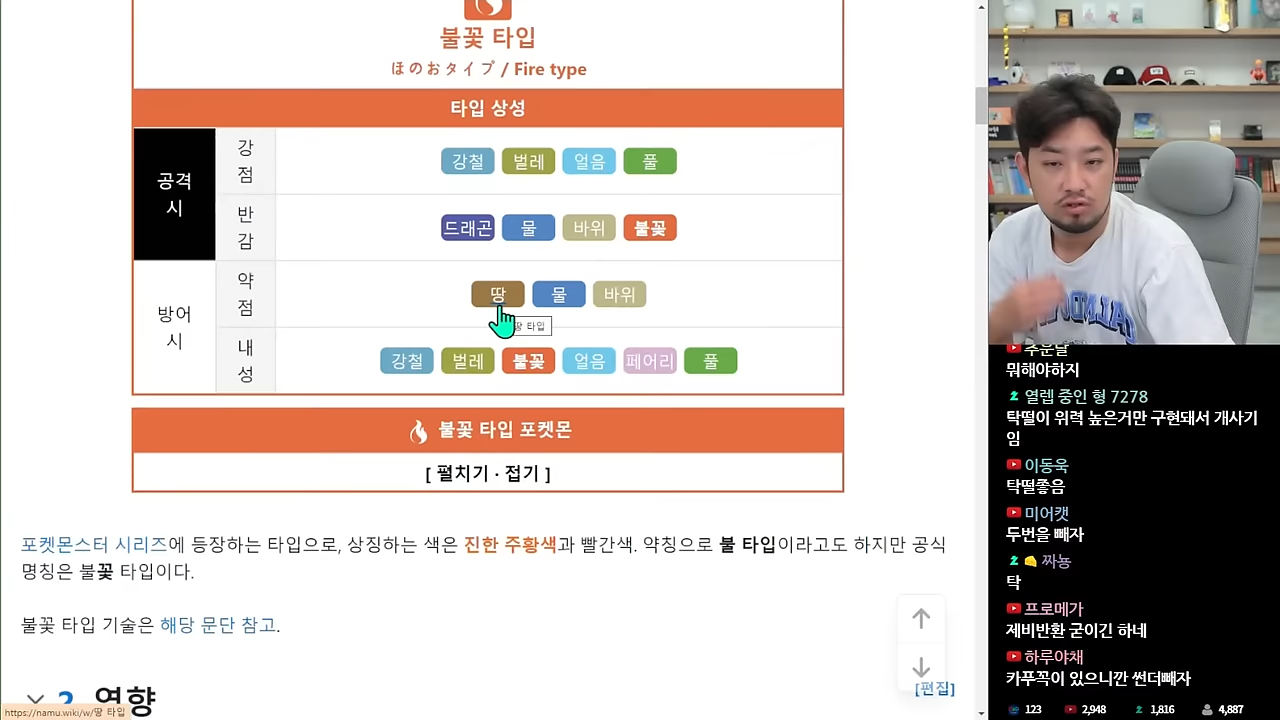 불꽃 타입
ほのおタイプ / Fire type
타입 상성
공격
시
강
점
강철 벌레 얼음 풀
반
감
드래곤 물 바위 불꽃
방어
시
약
점
땅 물 바위
땅 타입
내
성
강철 벌레 불꽃 얼음 페어리 풀
불꽃 타입 포켓몬
[ 펼치기 · 접기 ]
포켓몬스터 시리즈에 등장하는 타입으로, 상징하는 색은 진한 주황색과 빨간색. 약칭으로 불 타입이라고도 하지만 공식
명칭은 불꽃 타입이다.
불꽃 타입 기술은 해당 문단 참고.
2. 영향
[편집]
https://namu.wiki/w/땅 타입
추운날
뭐해야하지
열렙 중인 형 7278
탁떨이 위력 높은거만 구현돼서 개사기
임
이동욱
탁떨좋음
미어캣
두번을 빼자
짜뇽
탁
프로메가
제비반환 굳이긴 하네
하루야채
카푸꼭이 있으니깐 썬더빼자
123 2,948 1,816 4,887